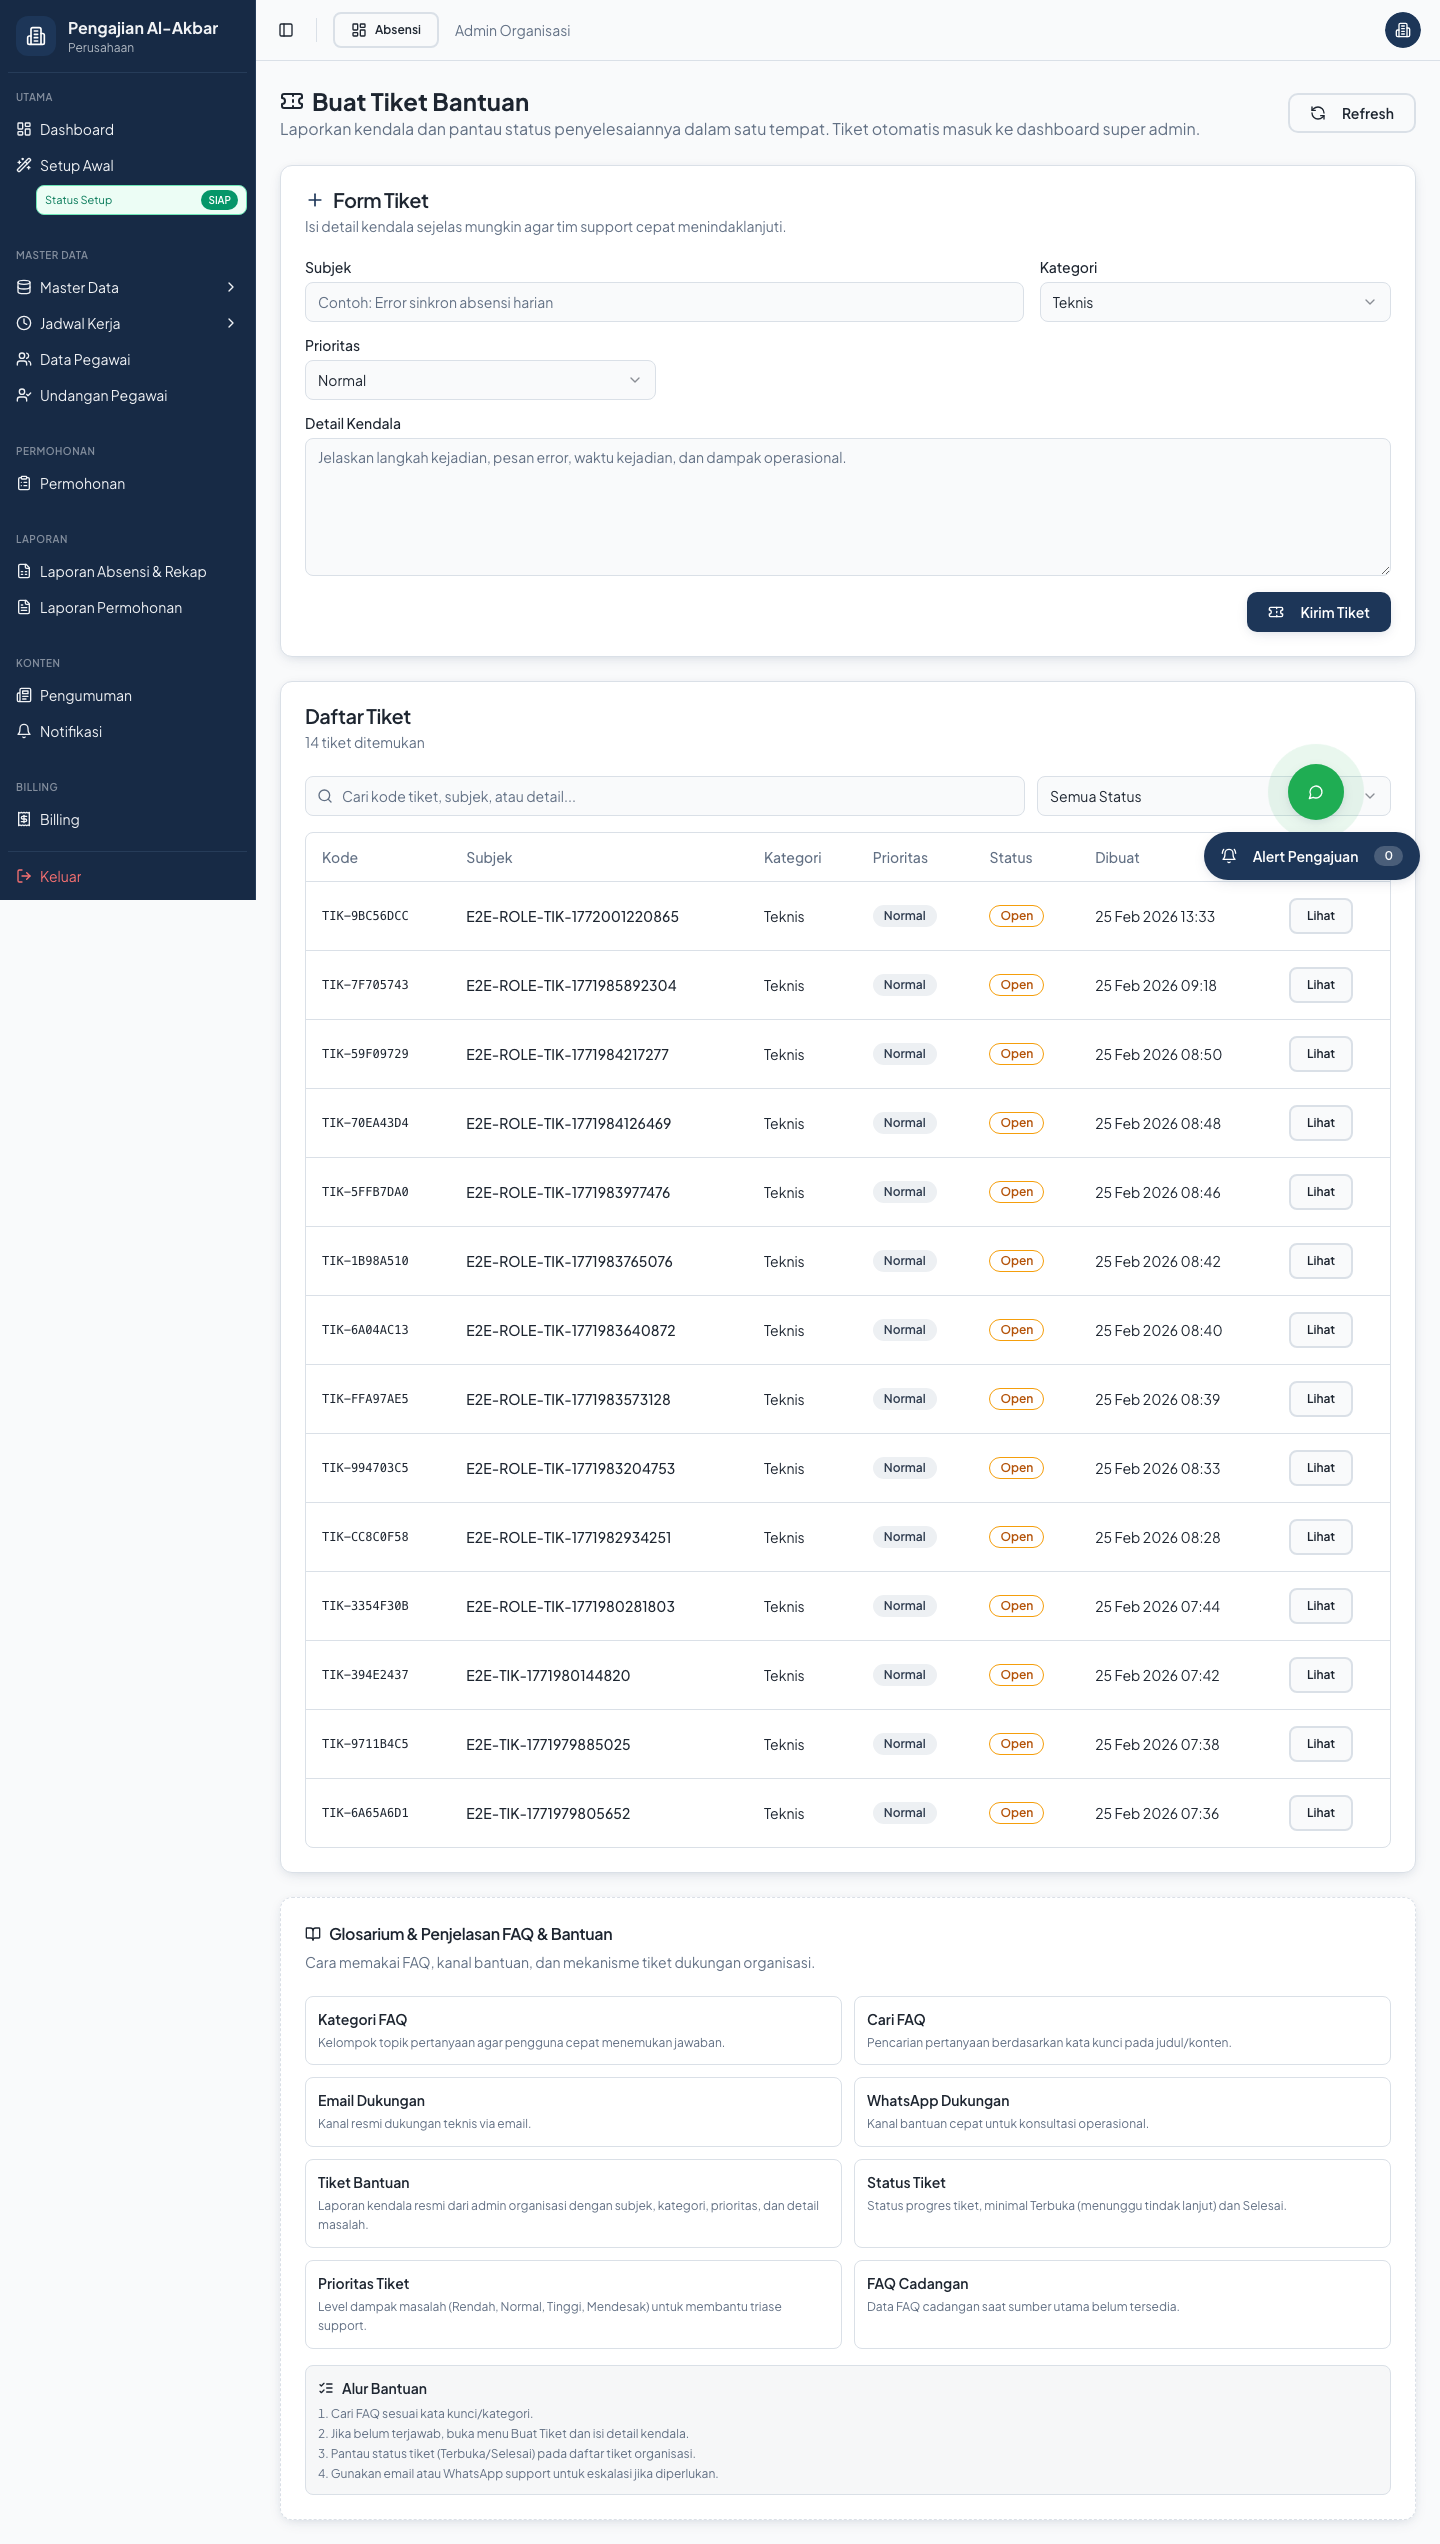 Pengajian Al-Akbar
Perusahaan
UTAMA
Dashboard
Setup Awal
Status Setup
SIAP
MASTER DATA
Master Data
Jadwal Kerja
Data Pegawai
Undangan Pegawai
PERMOHONAN
Permohonan
LAPORAN
Laporan Absensi & Rekap
Laporan Permohonan
KONTEN
Pengumuman
Notifikasi
BILLING
Billing
Keluar
Absensi
Admin Organisasi
Buat Tiket Bantuan
Laporkan kendala dan pantau status penyelesaiannya dalam satu tempat. Tiket otomatis masuk ke dashboard super admin.
Refresh
Form Tiket
Isi detail kendala sejelas mungkin agar tim support cepat menindaklanjuti.
Subjek
Kategori
Contoh: Error sinkron absensi harian
Teknis
Prioritas
Normal
Detail Kendala
Jelaskan langkah kejadian, pesan error, waktu kejadian, dan dampak operasional.
Kirim Tiket
Daftar Tiket
14 tiket ditemukan
Cari kode tiket, subjek, atau detail...
Semua Status
Alert Pengajuan 0
Kode Subjek Kategori Prioritas Status Dibuat
TIK-9BC56DCC E2E-ROLE-TIK-1772001220865 Teknis Normal Open 25 Feb 2026 13:33 Lihat
TIK-7F705743 E2E-ROLE-TIK-1771985892304 Teknis Normal Open 25 Feb 2026 09:18 Lihat
TIK-59F09729 E2E-ROLE-TIK-1771984217277 Teknis Normal Open 25 Feb 2026 08:50 Lihat
TIK-70EA43D4 E2E-ROLE-TIK-1771984126469 Teknis Normal Open 25 Feb 2026 08:48 Lihat
TIK-5FFB7DA0 E2E-ROLE-TIK-1771983977476 Teknis Normal Open 25 Feb 2026 08:46 Lihat
TIK-1B98A510 E2E-ROLE-TIK-1771983765076 Teknis Normal Open 25 Feb 2026 08:42 Lihat
TIK-6A04AC13 E2E-ROLE-TIK-1771983640872 Teknis Normal Open 25 Feb 2026 08:40 Lihat
TIK-FFA97AE5 E2E-ROLE-TIK-1771983573128 Teknis Normal Open 25 Feb 2026 08:39 Lihat
TIK-994703C5 E2E-ROLE-TIK-1771983204753 Teknis Normal Open 25 Feb 2026 08:33 Lihat
TIK-CC8C0F58 E2E-ROLE-TIK-1771982934251 Teknis Normal Open 25 Feb 2026 08:28 Lihat
TIK-3354F30B E2E-ROLE-TIK-1771980281803 Teknis Normal Open 25 Feb 2026 07:44 Lihat
TIK-394E2437 E2E-TIK-1771980144820 Teknis Normal Open 25 Feb 2026 07:42 Lihat
TIK-9711B4C5 E2E-TIK-1771979885025 Teknis Normal Open 25 Feb 2026 07:38 Lihat
TIK-6A65A6D1 E2E-TIK-1771979805652 Teknis Normal Open 25 Feb 2026 07:36 Lihat
Glosarium & Penjelasan FAQ & Bantuan
Cara memakai FAQ, kanal bantuan, dan mekanisme tiket dukungan organisasi.
Kategori FAQ
Kelompok topik pertanyaan agar pengguna cepat menemukan jawaban.
Cari FAQ
Pencarian pertanyaan berdasarkan kata kunci pada judul/konten.
Email Dukungan
Kanal resmi dukungan teknis via email.
WhatsApp Dukungan
Kanal bantuan cepat untuk konsultasi operasional.
Tiket Bantuan
Laporan kendala resmi dari admin organisasi dengan subjek, kategori, prioritas, dan detail
masalah.
Status Tiket
Status progres tiket, minimal Terbuka (menunggu tindak lanjut) dan Selesai.
Prioritas Tiket
Level dampak masalah (Rendah, Normal, Tinggi, Mendesak) untuk membantu triase
support.
FAQ Cadangan
Data FAQ cadangan saat sumber utama belum tersedia.
Alur Bantuan
1. Cari FAQ sesuai kata kunci/kategori.
2. Jika belum terjawab, buka menu Buat Tiket dan isi detail kendala.
3. Pantau status tiket (Terbuka/Selesai) pada daftar tiket organisasi.
4. Gunakan email atau WhatsApp support untuk eskalasi jika diperlukan.